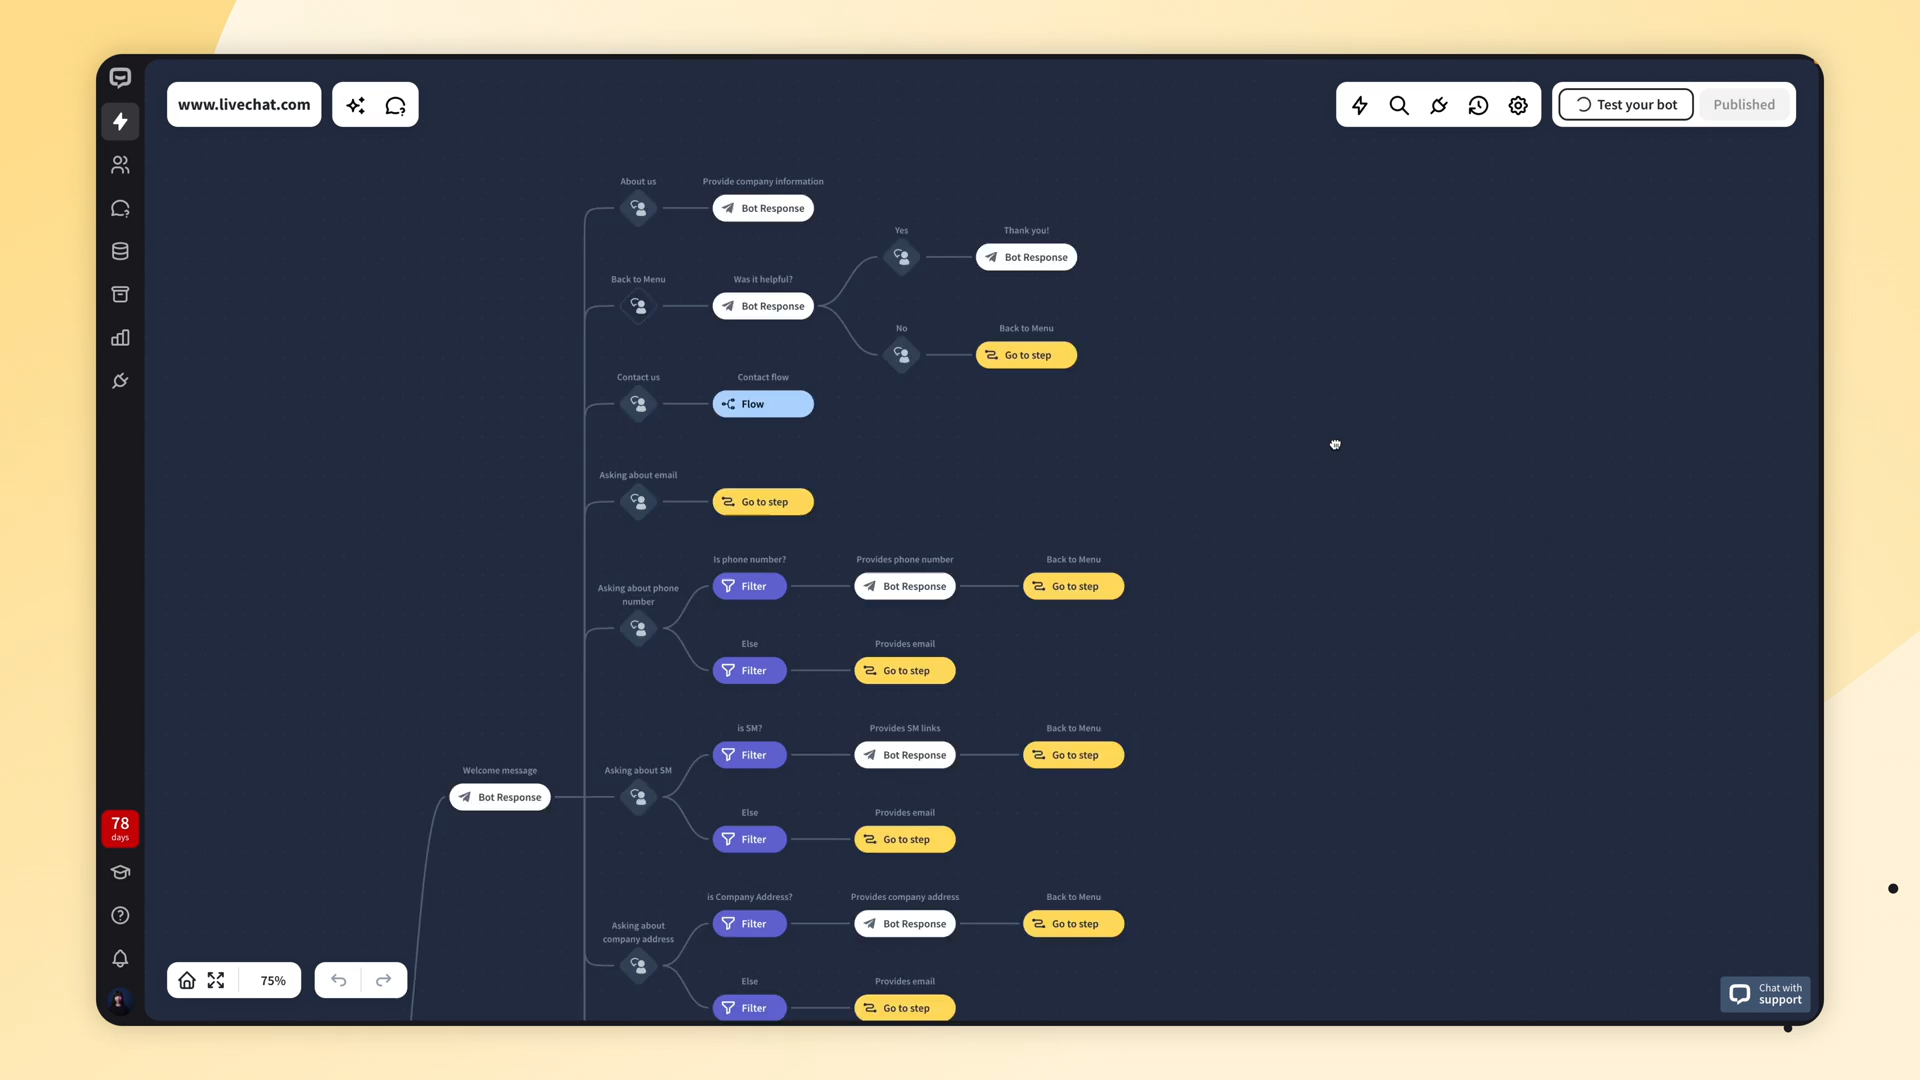 www.livechat.com
Test your bot
Published
About us
Provide company information
Bot Response
Yes
Thank you!
Bot Response
Back to Menu
Was it helpful?
Bot Response
No
Back to Menu
Go to step
Contact us
Contact flow
Flow
Asking about email
Go to step
Is phone number?
Provides phone number
Back to Menu
Filter
Bot Response
Go to step
Asking about phone
number
Else
Provides email
Filter
Go to step
is SM?
Provides SM links
Back to Menu
Filter
Bot Response
Go to step
Welcome message
Bot Response
Asking about SM
Else
Provides email
Filter
Go to step
is Company Address?
Provides company address
Back to Menu
Filter
Bot Response
Go to step
Asking about
company address
Else
Provides email
Filter
Go to step
78
days
75%
Chat with
support